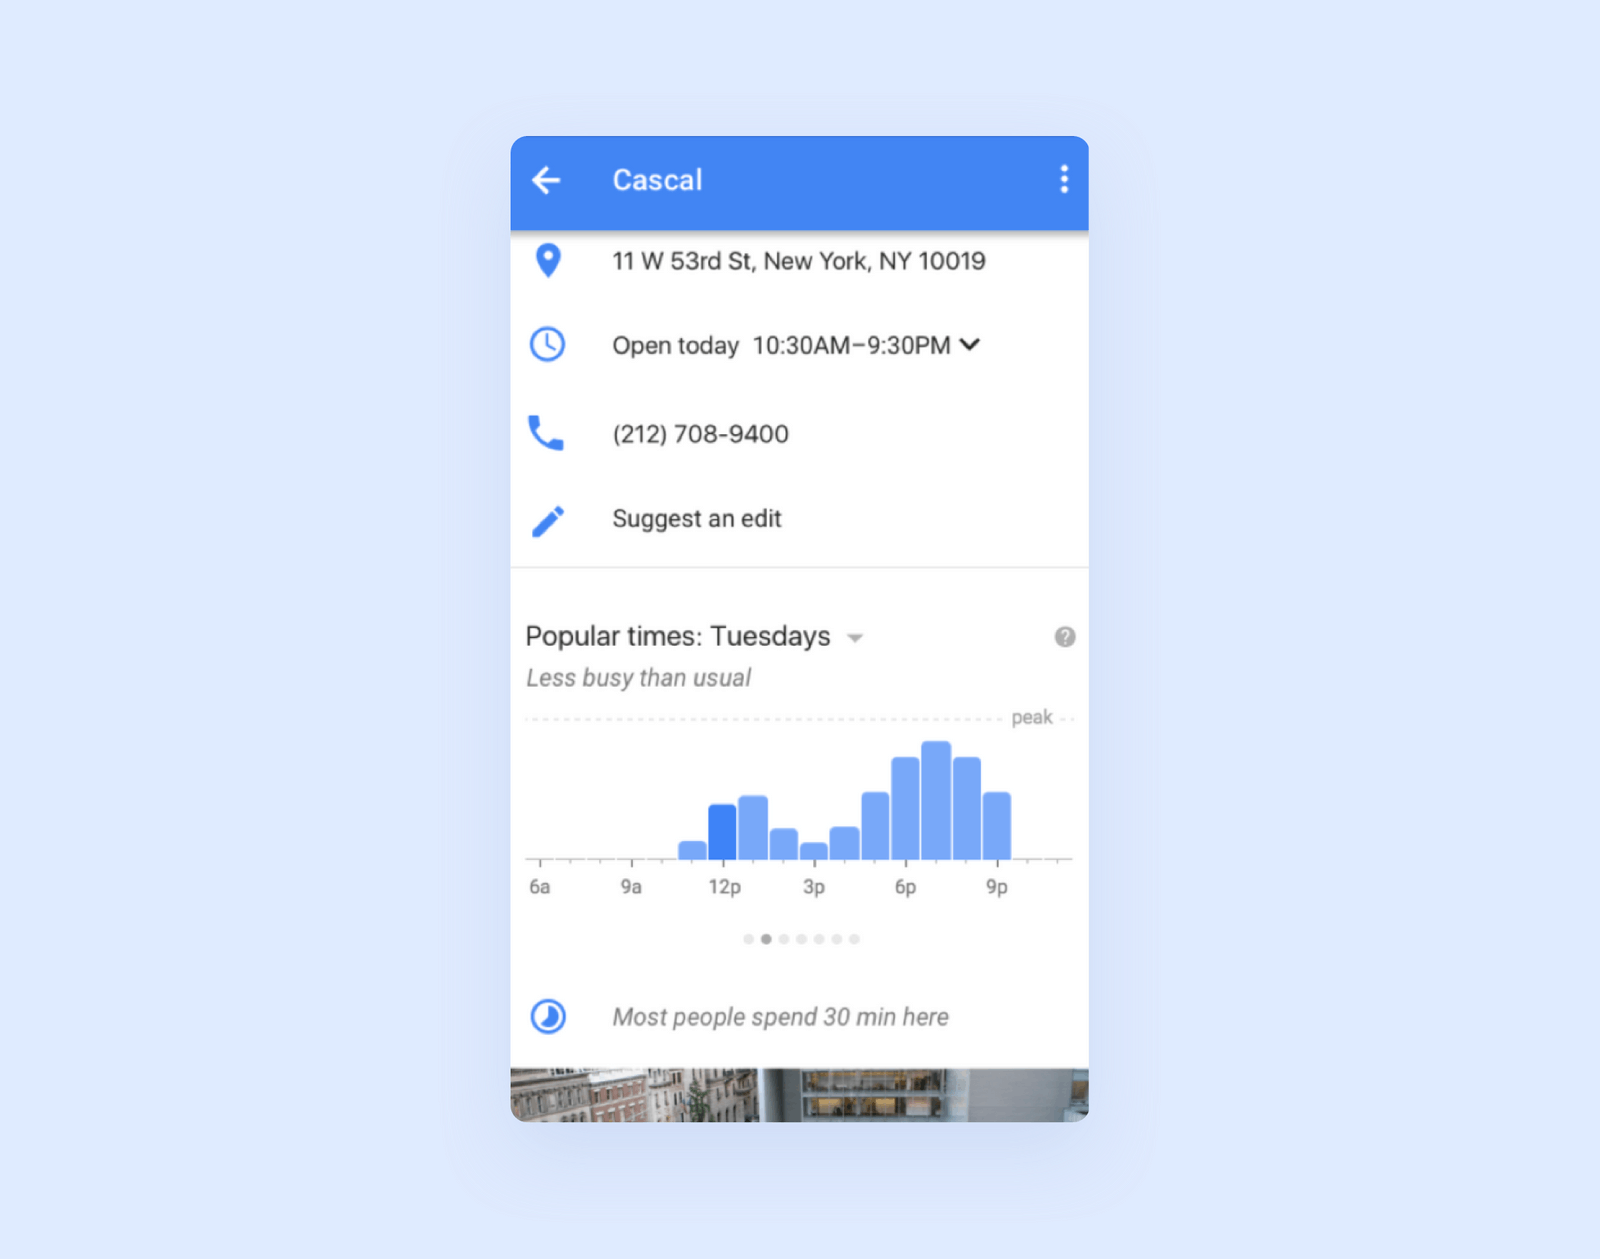 Cascal
11 W 53rd St, New York, NY 10019
Open today 10:30AM–9:30PM
(212) 708-9400
Suggest an edit
Popular times: Tuesdays
?
Less busy than usual
peak
6a 9a 12p 3p 6p 9p
Most people spend 30 min here